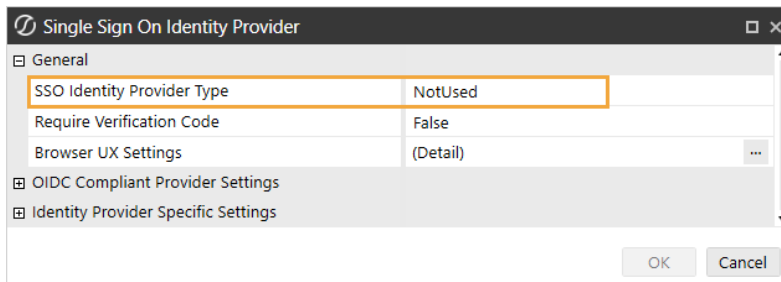 Single Sign On Identity Provider
General
SSO Identity Provider Type NotUsed
Require Verification Code False
Browser UX Settings (Detail) ...
OIDC Compliant Provider Settings
Identity Provider Specific Settings
OK Cancel